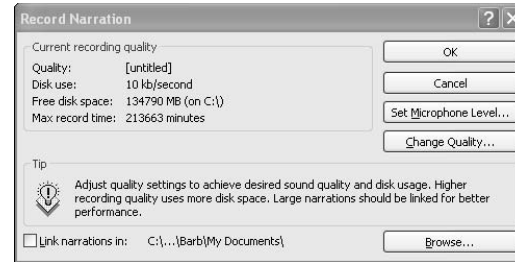 Record Narration
Current recording quality
Quality: [untitled]
Disk use: 10 kb/second
Free disk space: 134790 MB (on C:\)
Max record time: 213663 minutes
OK
Cancel
Set Microphone Level...
Change Quality...
Tip
Adjust quality settings to achieve desired sound quality and disk usage. Higher
recording quality uses more disk space. Large narrations should be linked for better
performance.
Link narrations in: C:\...\Barb\My Documents\
Browse...